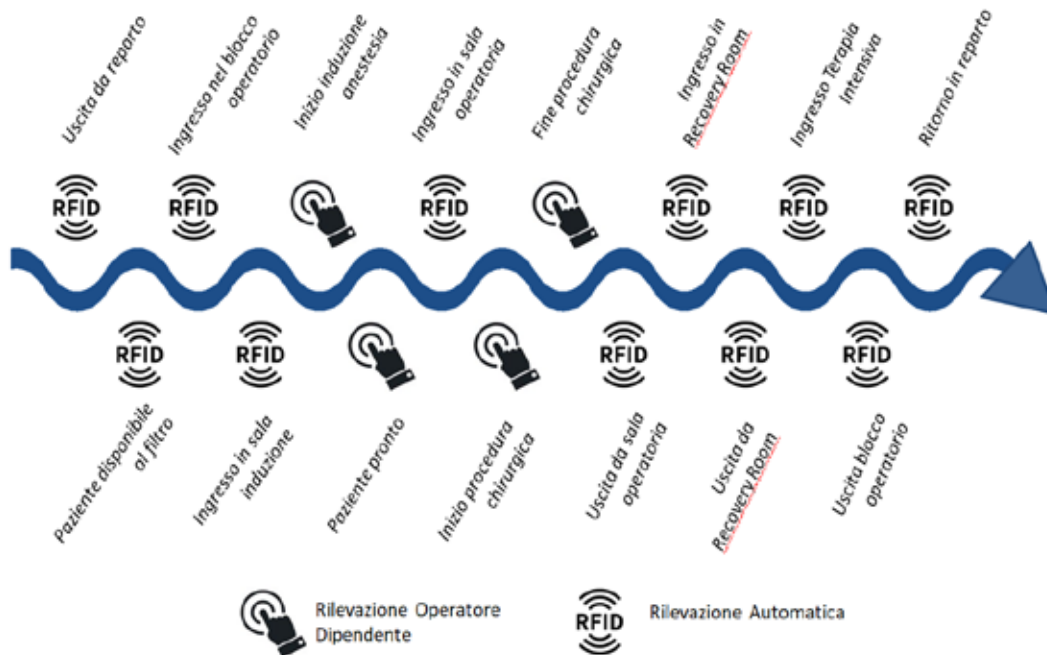 Uscita da reparto
Ingresso nel blocco
operatorio
Inizio induzione
anestesia
Ingresso in sala
operatoria
Fine procedura
chirurgica
Ingresso in
Recovery Room
Ingresso Terapia
Intensiva
Ritorno in reparto
RFID
RFID
RFID
RFID
RFID
RFID
RFID
RFID
RFID
RFID
RFID
Paziente disponibile
al filtro
Ingresso in sala
induzione
Paziente pronto
Inizio procedura
chirurgica
Uscita da sala
operatoria
Uscita da
Recovery Room
Uscita blocco
operatorio
Rilevazione Operatore
Dipendente
RFID
Rilevazione Automatica